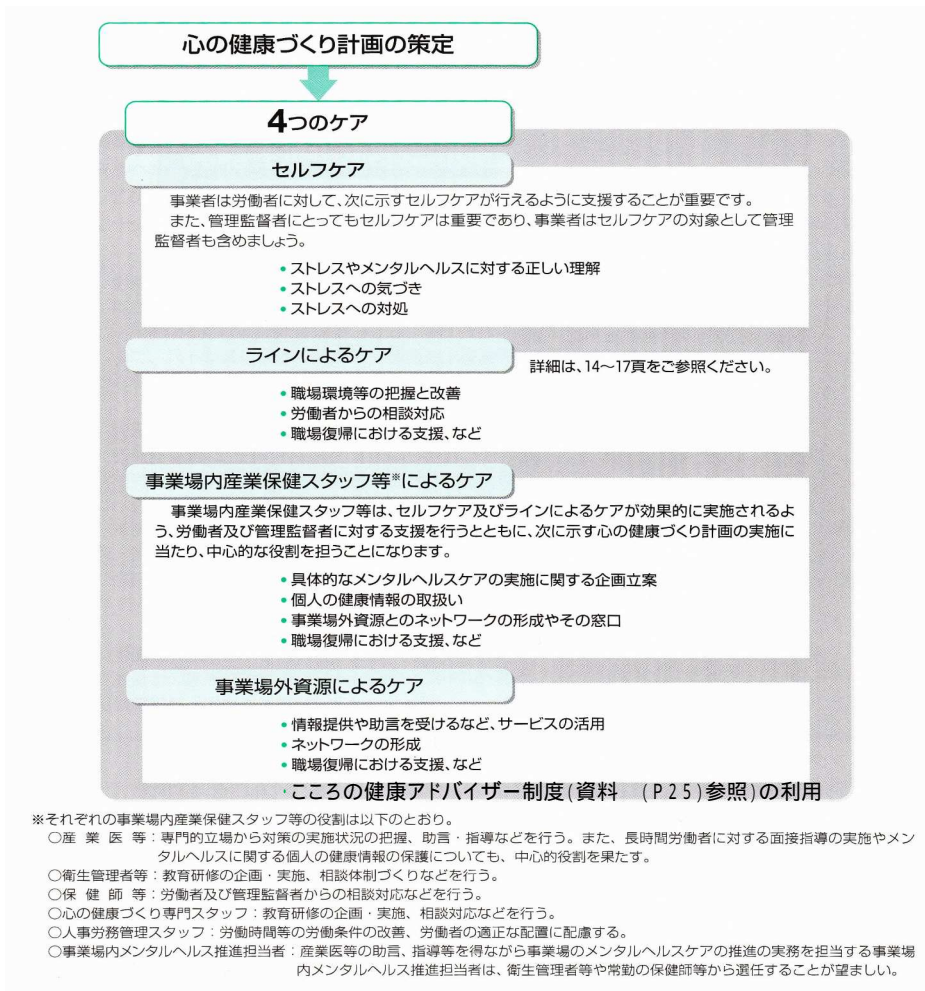 心の健康づくり計画の策定
4つのケア
セルフケア
事業者は労働者に対して、次に示すセルフケアが行えるように支援することが重要です。
また、管理監督者にとってもセルフケアは重要であり、事業者はセルフケアの対象として管理
監督者も含めましょう。
•ストレスやメンタルヘルスに対する正しい理解
•ストレスへの気づき
•ストレスへの対処
ラインによるケア
詳細は、14〜17頁をご参照ください。
•職場環境等の把握と改善
•労働者からの相談対応
•職場復帰における支援、など
事業場内産業保健スタッフ等※によるケア
事業場内産業保健スタッフ等は、セルフケア及びラインによるケアが効果的に実施されるよ
う、労働者及び管理監督者に対する支援を行うとともに、次に示す心の健康づくり計画の実施に
当たり、中心的な役割を担うことになります。
•具体的なメンタルヘルスケアの実施に関する企画立案
•個人の健康情報の取扱い
•事業場外資源とのネットワークの形成やその窓口
•職場復帰における支援、など
事業場外資源によるケア
•情報提供や助言を受けるなど、サービスの活用
•ネットワークの形成
•職場復帰における支援、など
・こころの健康アドバイザー制度(資料 (P25)参照)の利用
※それぞれの事業場内産業保健スタッフ等の役割は以下のとおり。
○産業医等：専門的立場から対策の実施状況の把握、助言・指導などを行う。また、長時間労働者に対する面接指導の実施やメン
タルヘルスに関する個人の健康情報の保護についても、中心的役割を果たす。
○衛生管理者等：教育研修の企画・実施、相談体制づくりなどを行う。
○保健師等：労働者及び管理監督者からの相談対応などを行う。
○心の健康づくり専門スタッフ：教育研修の企画・実施、相談対応などを行う。
○人事労務管理スタッフ：労働時間等の労働条件の改善、労働者の適正な配置に配慮する。
○事業場内メンタルヘルス推進担当者：産業医等の助言、指導等を得ながら事業場のメンタルヘルスケアの推進の実務を担当する事業場
内メンタルヘルス推進担当者は、衛生管理者等や常勤の保健師等から選任することが望ましい。